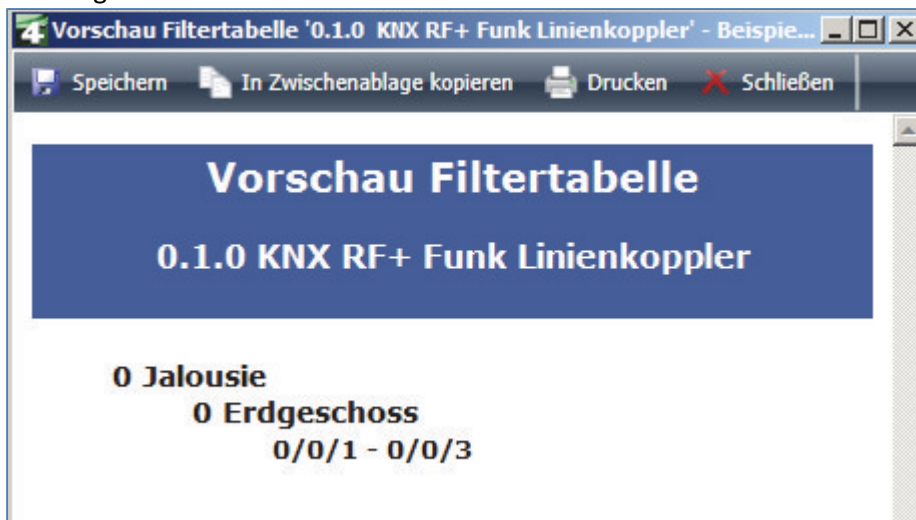 Vorschau Filtertabelle '0.1.0 KNX RF+ Funk Linienkoppler' - Beispie...
Speichern In Zwischenablage kopieren Drucken Schließen
Vorschau Filtertabelle
0.1.0 KNX RF+ Funk Linienkoppler
0 Jalousie
0 Erdgeschoss
0/0/1 - 0/0/3